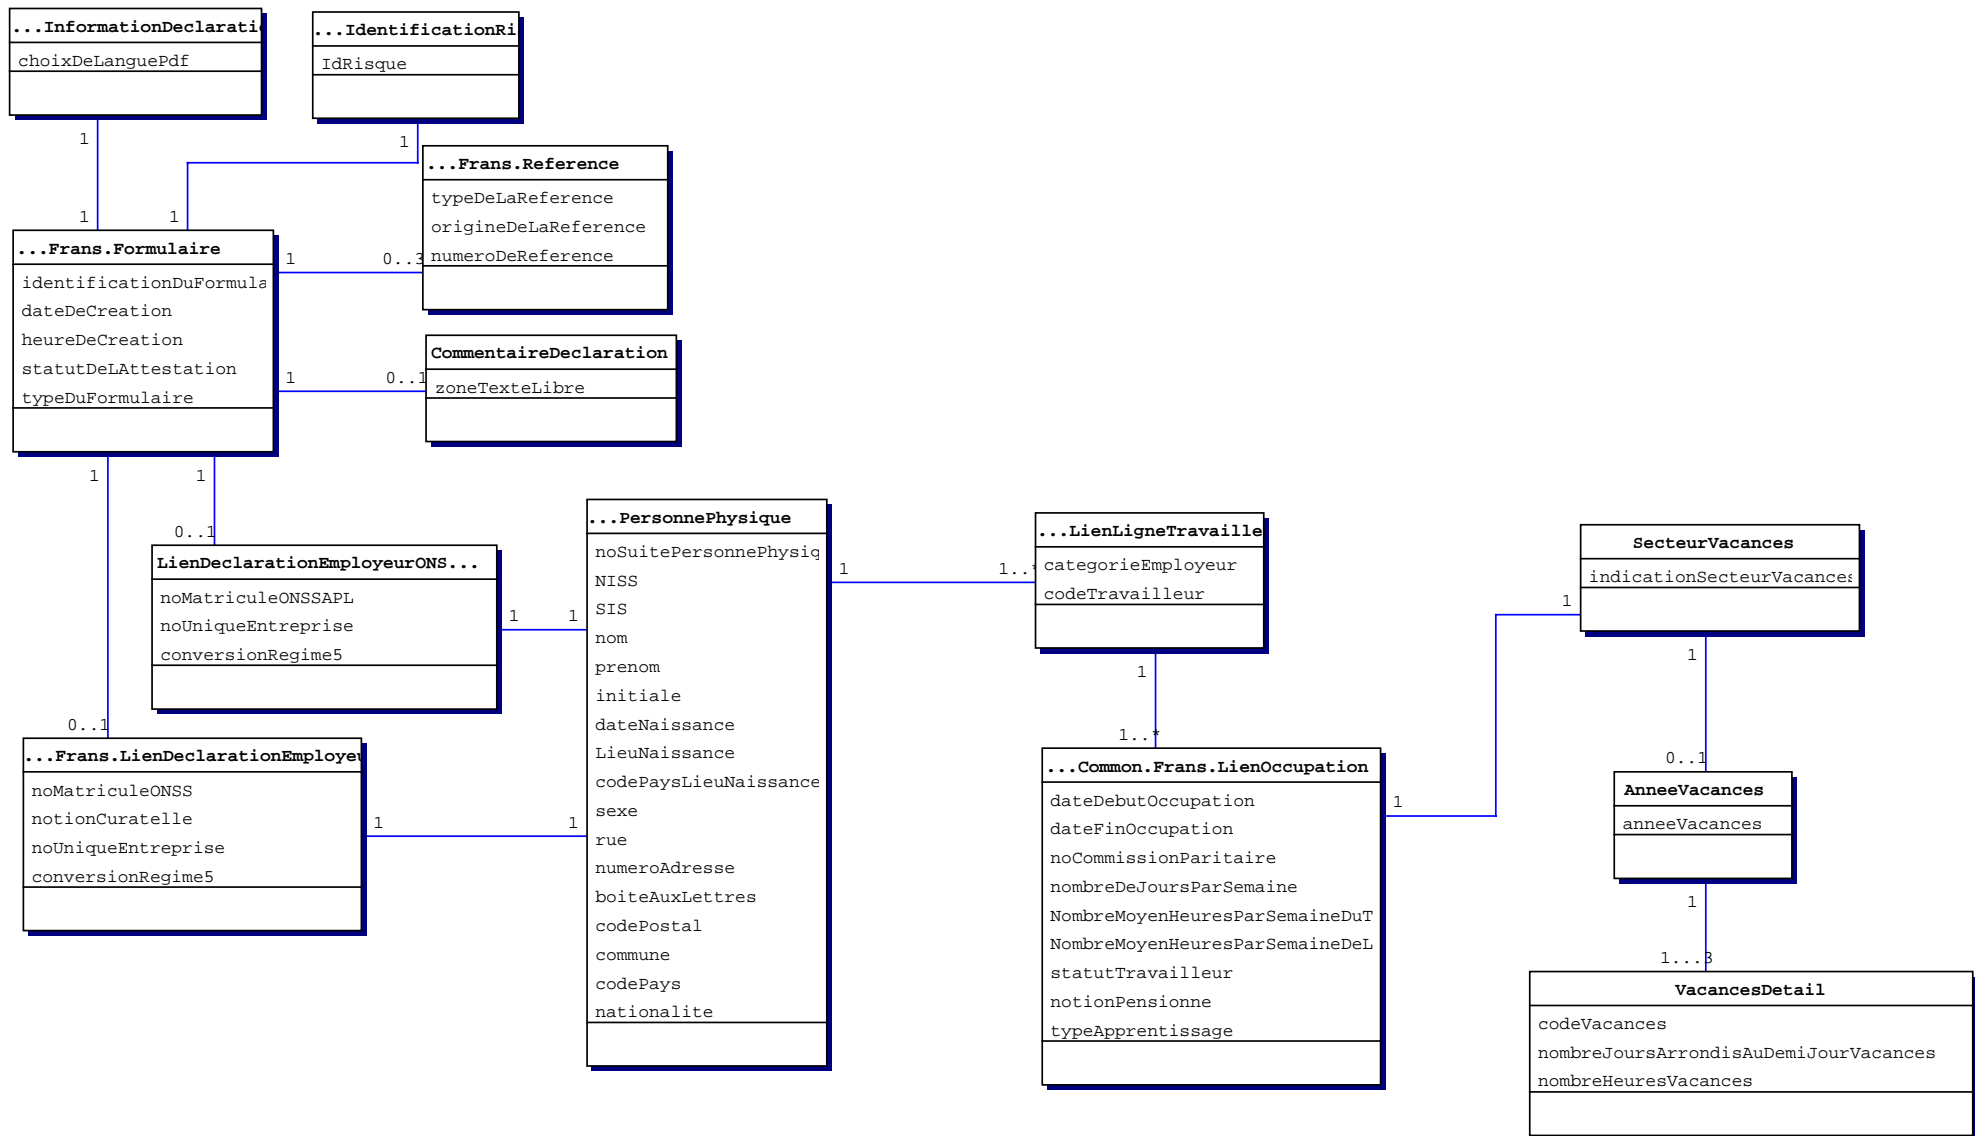 ...InformationDeclarati
choixDeLanguePdf
1
1
...IdentificationRi
IdRisque
1
1
...Frans.Reference
typeDeLaReference
origineDeLaReference
numeroDeReference
...Frans.Formulaire
identificationDuFormula
dateDeCreation
heureDeCreation
statutDeLAttestation
typeDuFormulaire
1
0..3
1
0..1
CommentaireDeclaration
zoneTexteLibre
1
1
0..1
LienDeclarationEmployeurONS...
noMatriculeONSSAPL
noUniqueEntreprise
conversionRegime5
1
1
0..1
...Frans.LienDeclarationEmployeu
noMatriculeONSS
notionCuratelle
noUniqueEntreprise
conversionRegime5
1
1
...PersonnePhysique
noSuitePersonnePhysiq
NISS
SIS
nom
prenom
initiale
dateNaissance
LieuNaissance
codePaysLieuNaissance
sexe
rue
numeroAdresse
boiteAuxLettres
codePostal
commune
codePays
nationalite
1
1..*
...LienLigneTravaille
categorieEmployeur
codeTravailleur
1
1..*
...Common.Frans.LienOccupation
dateDebutOccupation
dateFinOccupation
noCommissionParitaire
nombreDeJoursParSemaine
NombreMoyenHeuresParSemaineDuT
NombreMoyenHeuresParSemaineDeL
statutTravailleur
notionPensionne
typeApprentissage
1
1
SecteurVacances
indicationSecteurVacances
1
0..1
AnneeVacances
anneeVacances
1
1...3
VacancesDetail
codeVacances
nombreJoursArrondisAuDemiJourVacances
nombreHeuresVacances